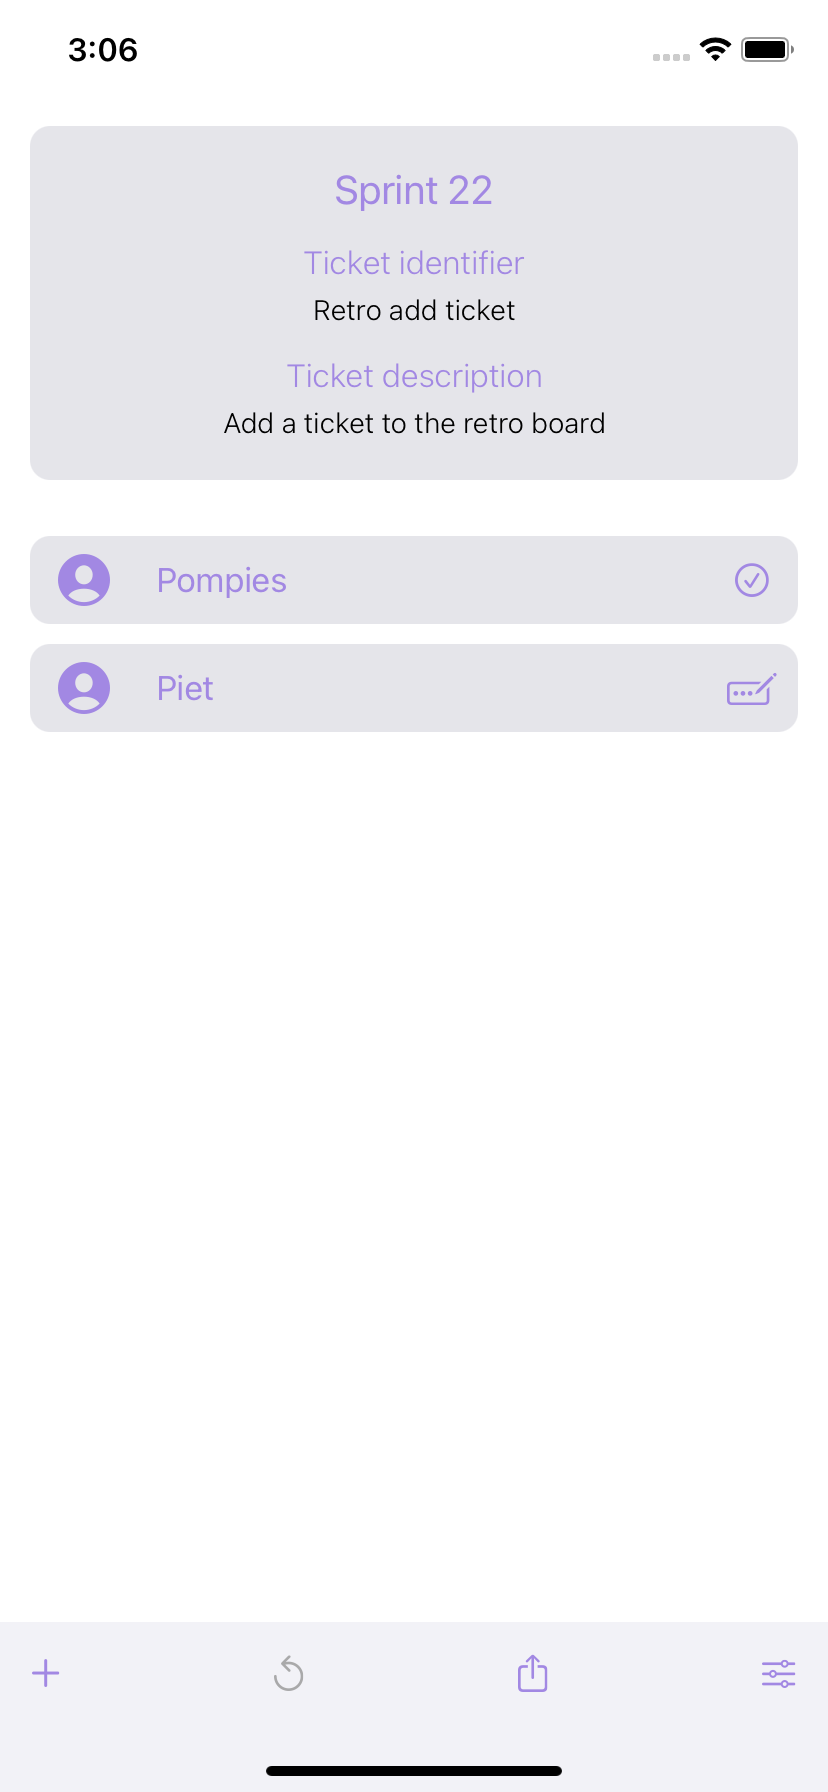 3:06
Sprint 22
Ticket identifier
Retro add ticket
Ticket description
Add a ticket to the retro board
Pompies
Piet